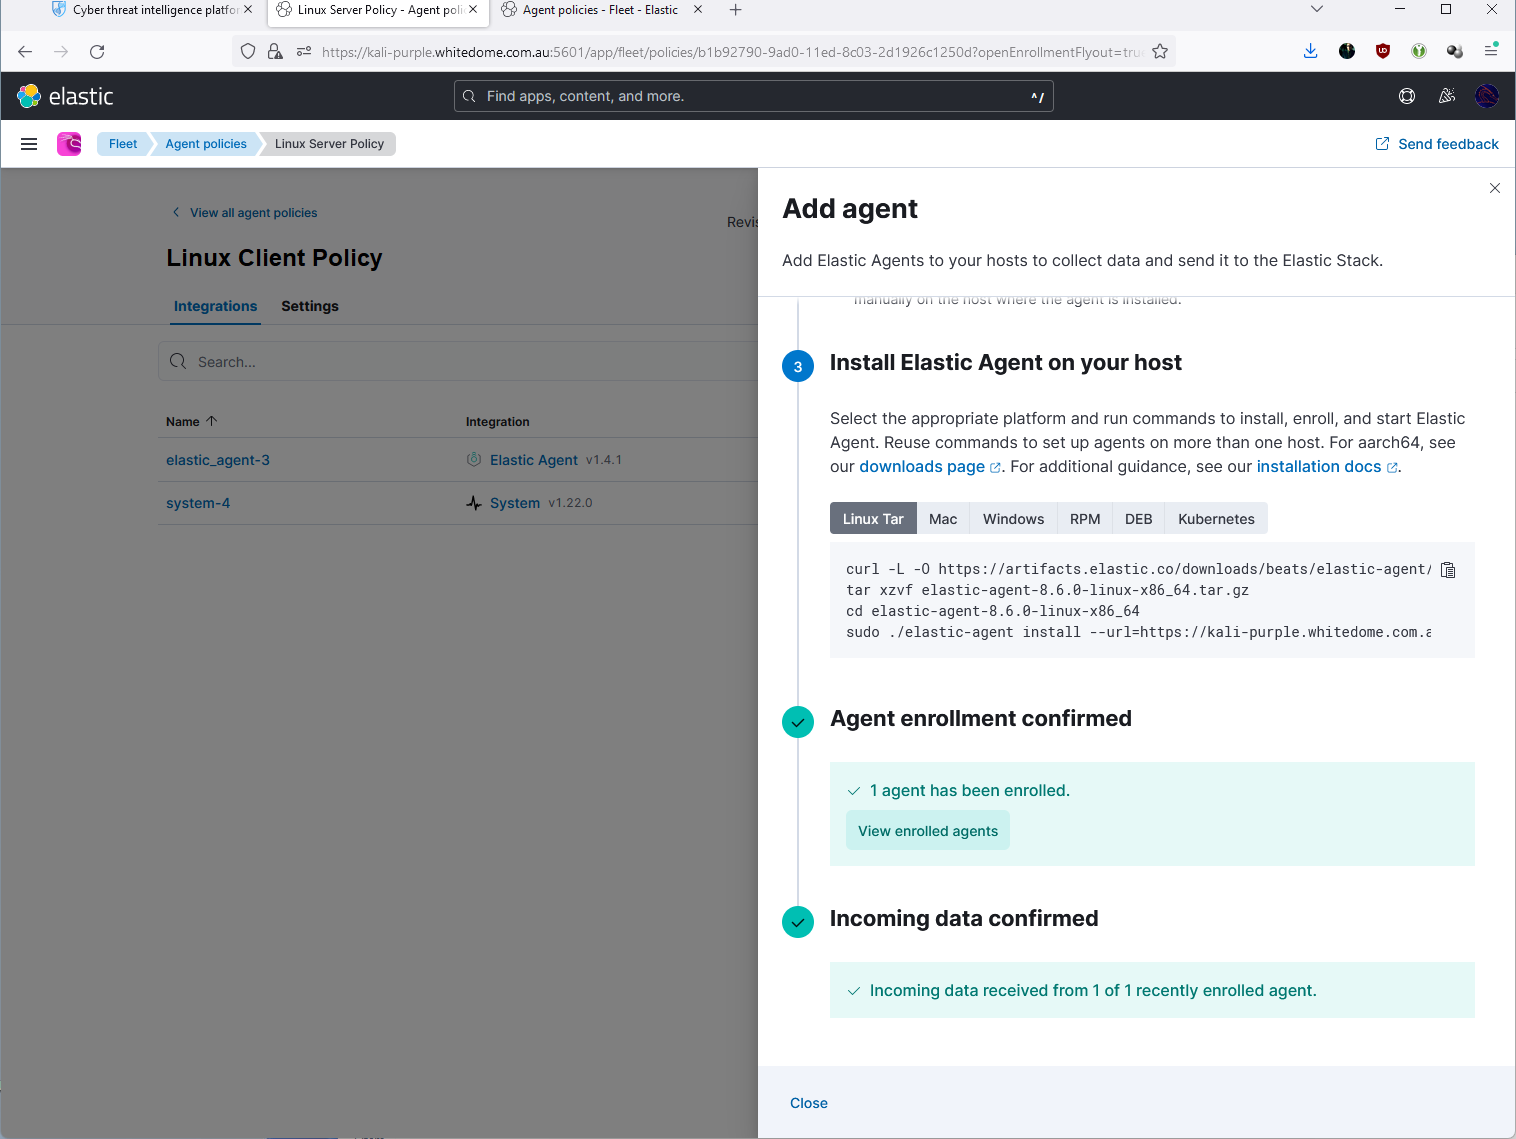 Cyber threat intelligence platfor
Linux Server Policy - Agent poli
Agent policies - Fleet - Elastic
https://kali-purple.whitedome.com.au:5601/app/fleet/policies/b1b92790-9ad0-11ed-8c03-2d1926c1250d?openEnrollmentFlyout=true
elastic
Find apps, content, and more.
^/
Fleet
Agent policies
Linux Server Policy
Send feedback
View all agent policies
Revis
Linux Client Policy
Integrations
Settings
Search...
Name
Integration
elastic_agent-3
Elastic Agent v1.4.1
system-4
System v1.22.0
Add agent
Add Elastic Agents to your hosts to collect data and send it to the Elastic Stack.
manually on the host where the agent is installed.
3
Install Elastic Agent on your host
Select the appropriate platform and run commands to install, enroll, and start Elastic
Agent. Reuse commands to set up agents on more than one host. For aarch64, see
our downloads page. For additional guidance, see our installation docs.
Linux Tar
Mac
Windows
RPM
DEB
Kubernetes
curl -L -O https://artifacts.elastic.co/downloads/beats/elastic-agent/
tar xzvf elastic-agent-8.6.0-linux-x86_64.tar.gz
cd elastic-agent-8.6.0-linux-x86_64
sudo ./elastic-agent install --url=https://kali-purple.whitedome.com.a
Agent enrollment confirmed
1 agent has been enrolled.
View enrolled agents
Incoming data confirmed
Incoming data received from 1 of 1 recently enrolled agent.
Close